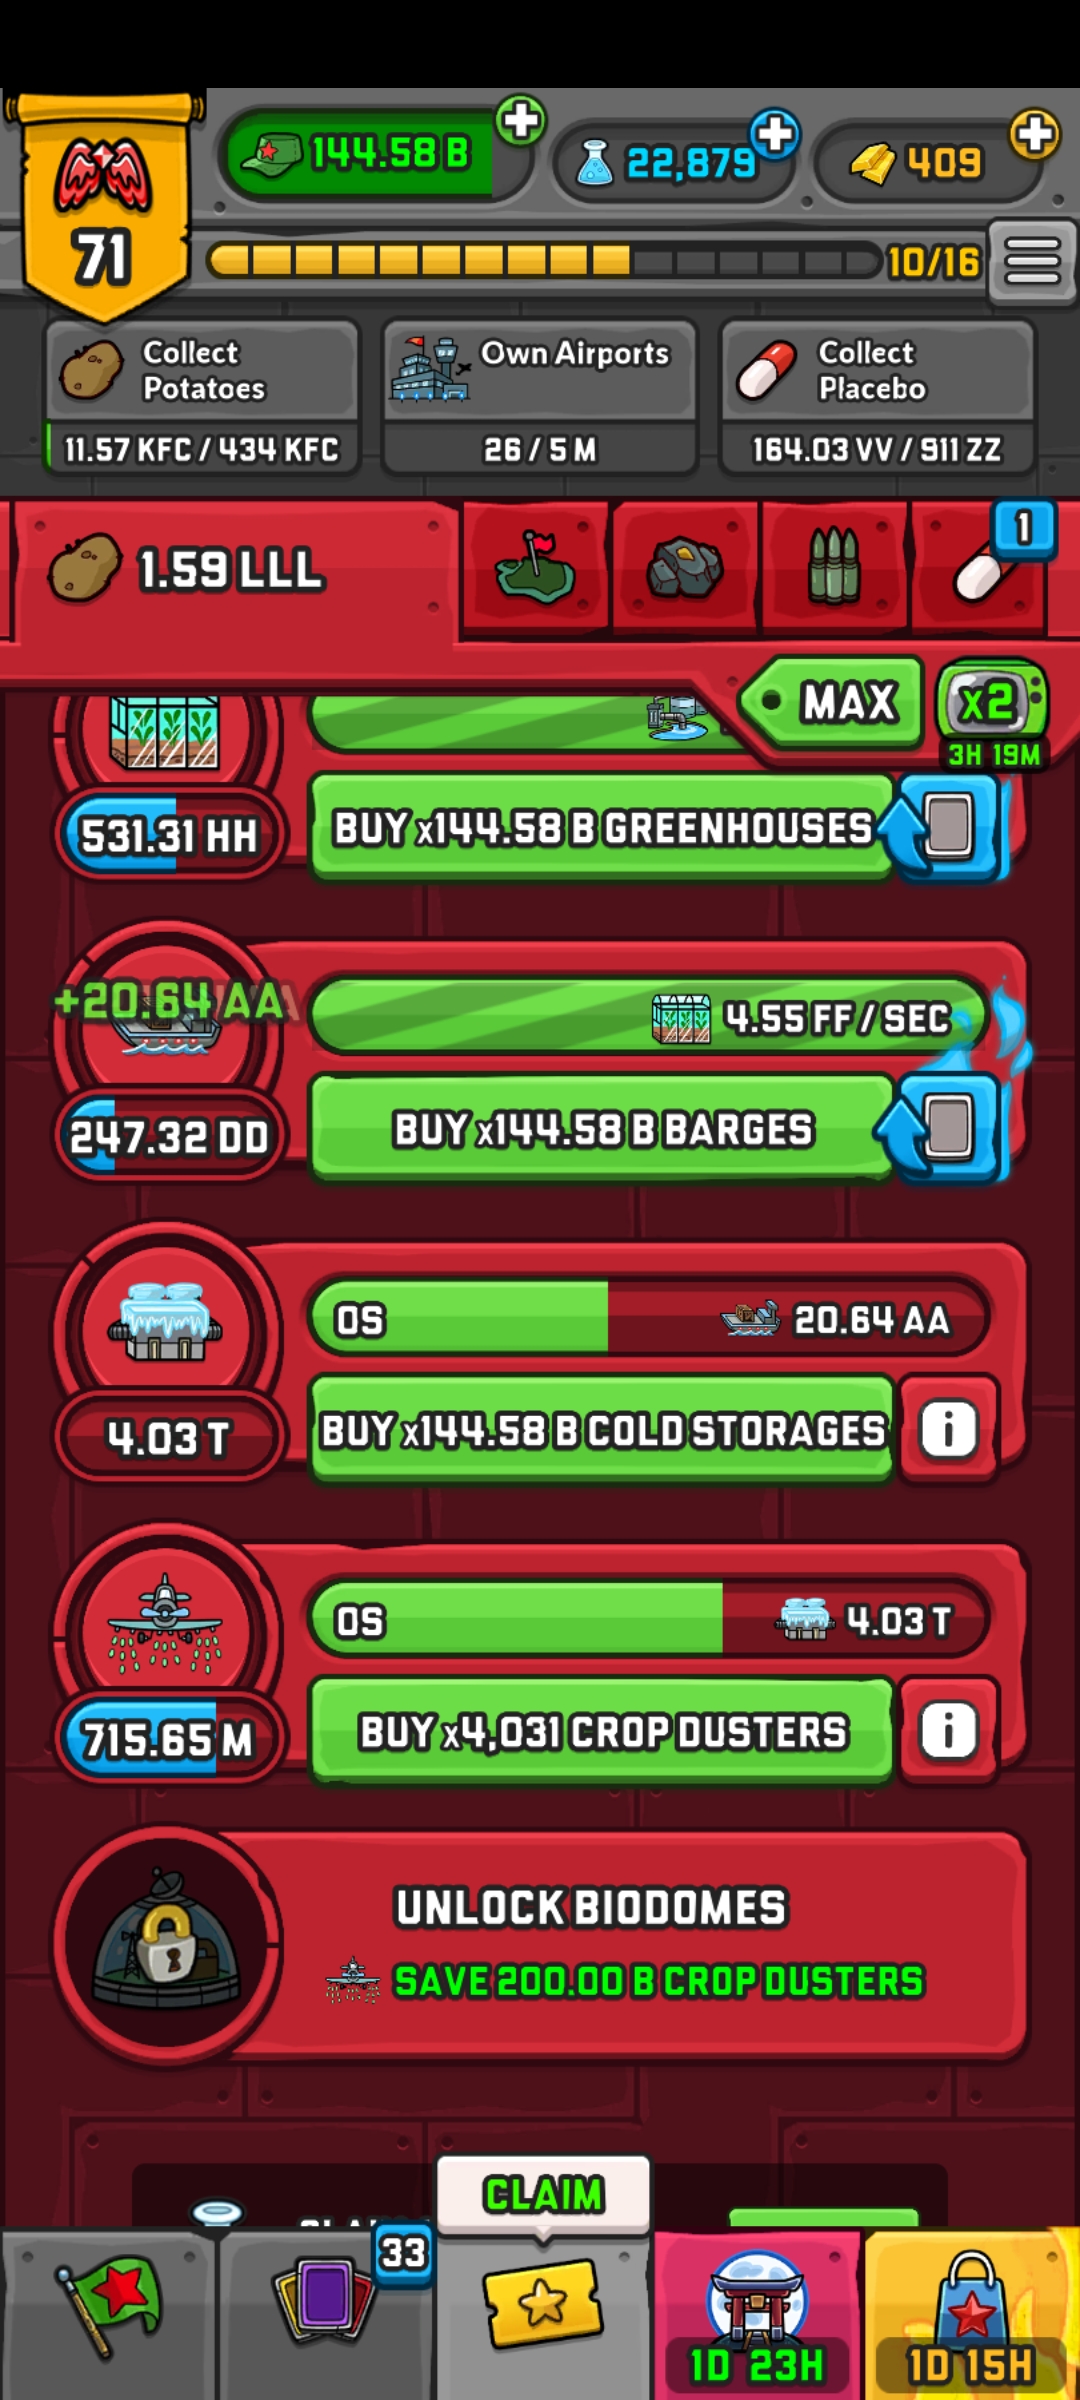 144.58 B
22,879
409
71
10/16
Collect
Potatoes
11.57 KFC / 434 KFC
Own Airports
26 / 5 M
Collect
Placebo
164.03 VV / 911 ZZ
1.59 LLL
1
MAX
x2
3H 19M
531.31 HH
BUY x144.58 B GREENHOUSES
+20.64 AA
4.55 FF / SEC
247.32 DD
BUY x144.58 B BARGES
0S
20.64 AA
4.03 T
BUY x144.58 B COLD STORAGES
i
0S
4.03 T
715.65 M
BUY x4,031 CROP DUSTERS
i
UNLOCK BIODOMES
SAVE 200.00 B CROP DUSTERS
CLAIM
33
1D 23H
1D 15H